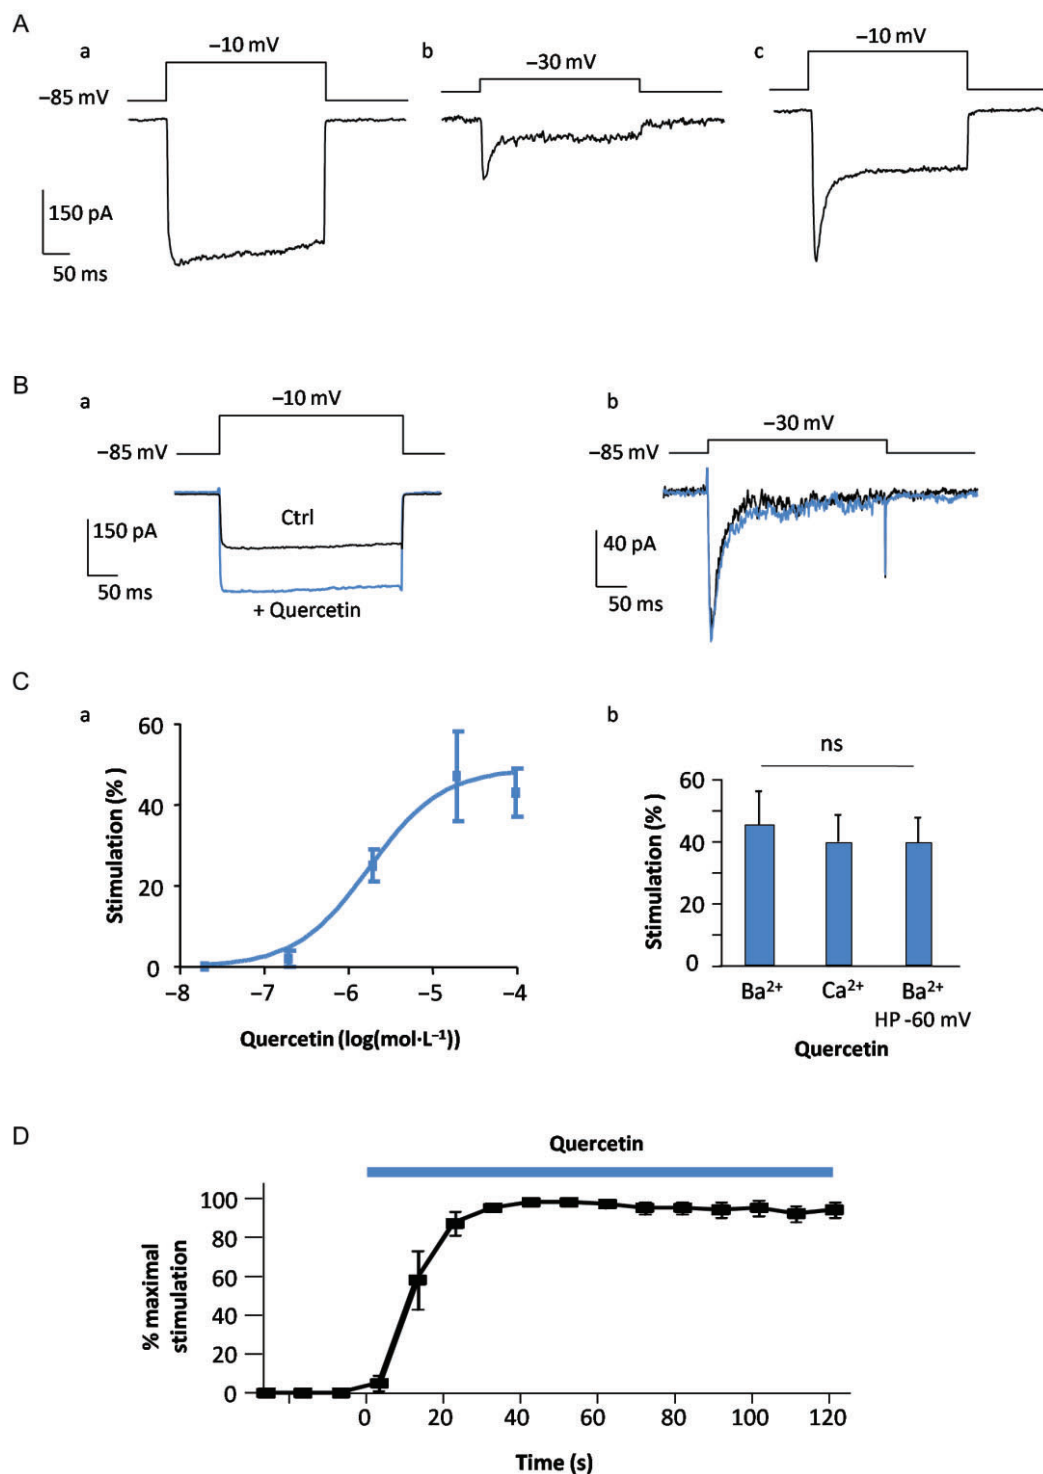 A
a
−10 mV
b
−30 mV
c
−10 mV
−85 mV
150 pA
50 ms
B
a
−10 mV
b
−30 mV
−85 mV
−85 mV
150 pA
Ctrl
50 ms
+ Quercetin
40 pA
50 ms
C
a
b
60
40
20
0
Stimulation (% )
−8
−7
−6
−5
−4
Quercetin (log(mol·L⁻¹))
ns
60
40
20
0
Stimulation (% )
Ba²⁺
Ca²⁺
Ba²⁺
HP -60 mV
Quercetin
D
Quercetin
100
80
60
40
20
0
% maximal
stimulation
0
20
40
60
80
100
120
Time (s)